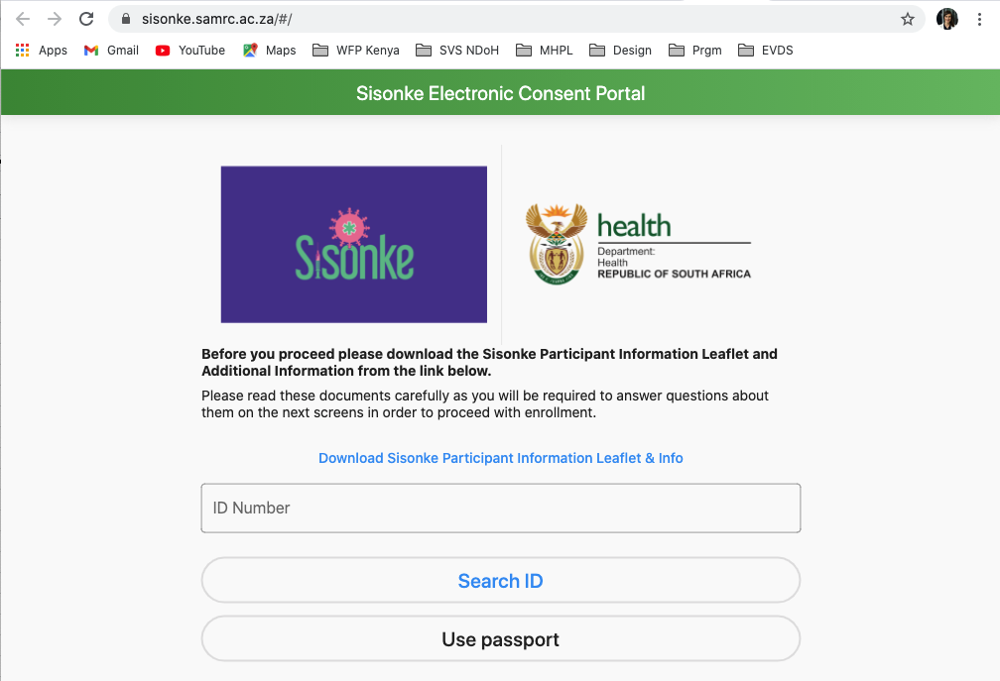 sisonke.samrc.ac.za/#/
Apps Gmail YouTube Maps WFP Kenya SVS NDoH MHPL Design Prgm EVDS
Sisonke Electronic Consent Portal
Sisonke
health
Department:
Health
REPUBLIC OF SOUTH AFRICA
Before you proceed please download the Sisonke Participant Information Leaflet and
Additional Information from the link below.
Please read these documents carefully as you will be required to answer questions about
them on the next screens in order to proceed with enrollment.
Download Sisonke Participant Information Leaflet & Info
ID Number
Search ID
Use passport